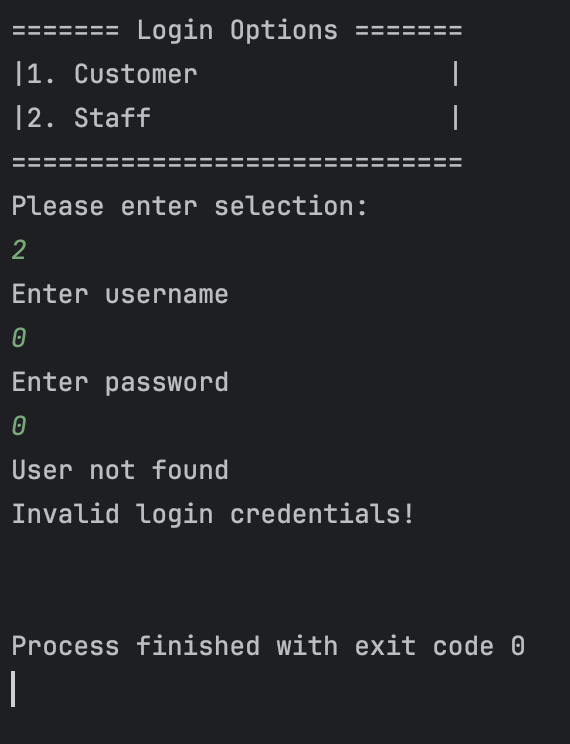 ======= Login Options =======
|1. Customer                |
|2. Staff                   |
=============================
Please enter selection:
2
Enter username
0
Enter password
0
User not found
Invalid login credentials!
Process finished with exit code 0